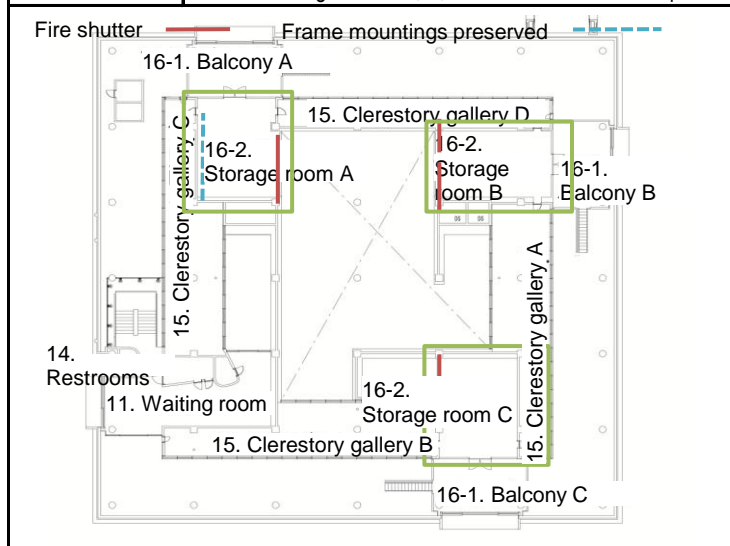 Fire shutter
Frame mountings preserved
16-1. Balcony A
15. Clerestory gallery D
15. Clerestory gallery C
16-2.
Storage room A
16-2.
Storage
room B
16-1.
Balcony B
15. Clerestory gallery A
14.
Restrooms
11. Waiting room
16-2.
Storage room C
15. Clerestory gallery B
16-1. Balcony C